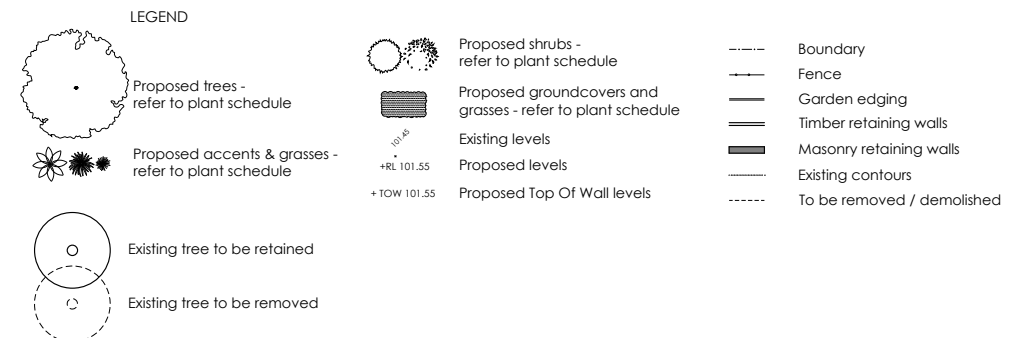 LEGEND
Proposed trees -
refer to plant schedule
Proposed accents & grasses -
refer to plant schedule
Existing tree to be retained
Existing tree to be removed
Proposed shrubs -
refer to plant schedule
Proposed groundcovers and
grasses - refer to plant schedule
101.45
Existing levels
+RL 101.55
Proposed levels
+ TOW 101.55
Proposed Top Of Wall levels
Boundary
Fence
Garden edging
Timber retaining walls
Masonry retaining walls
Existing contours
To be removed / demolished